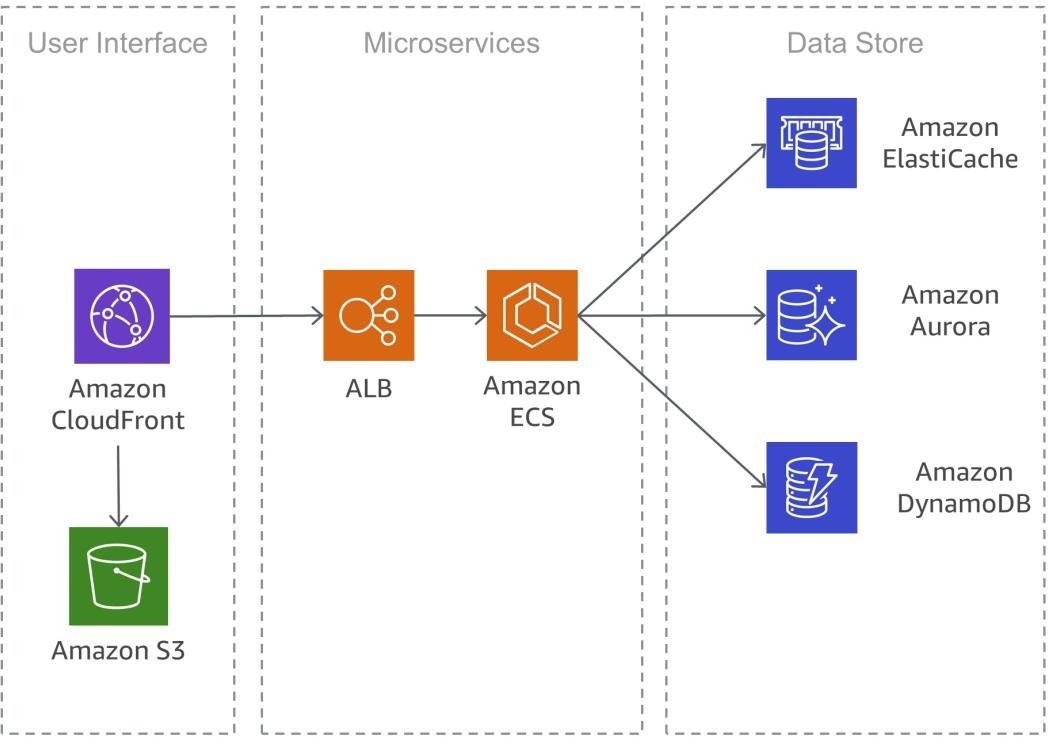 User Interface
Microservices
Data Store
Amazon
CloudFront
Amazon S3
ALB
Amazon
ECS
Amazon
ElastiCache
Amazon
Aurora
Amazon
DynamoDB